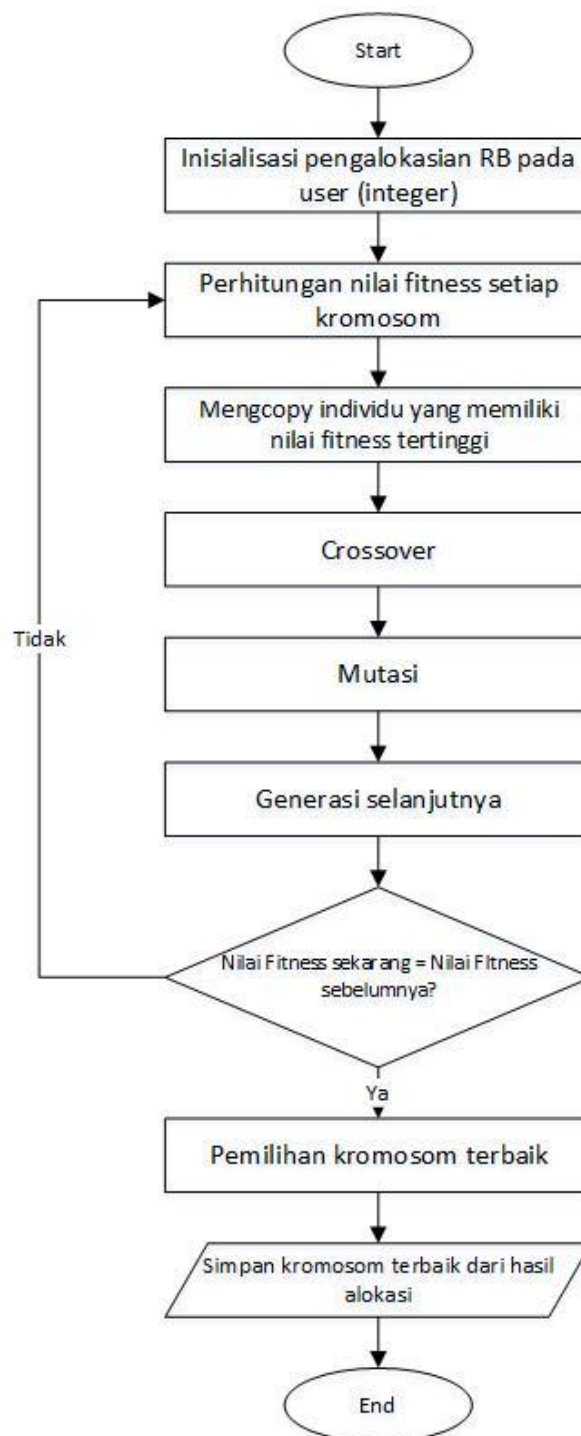 Start
Inisialisasi pengalokasian RB pada
user (integer)
Perhitungan nilai fitness setiap
kromosom
Mengcopy individu yang memiliki
nilai fitness tertinggi
Crossover
Tidak
Mutasi
Generasi selanjutnya
Nilai Fitness sekarang = Nilai FItness
sebelumnya?
Ya
Pemilihan kromosom terbaik
Simpan kromosom terbaik dari hasil
alokasi
End